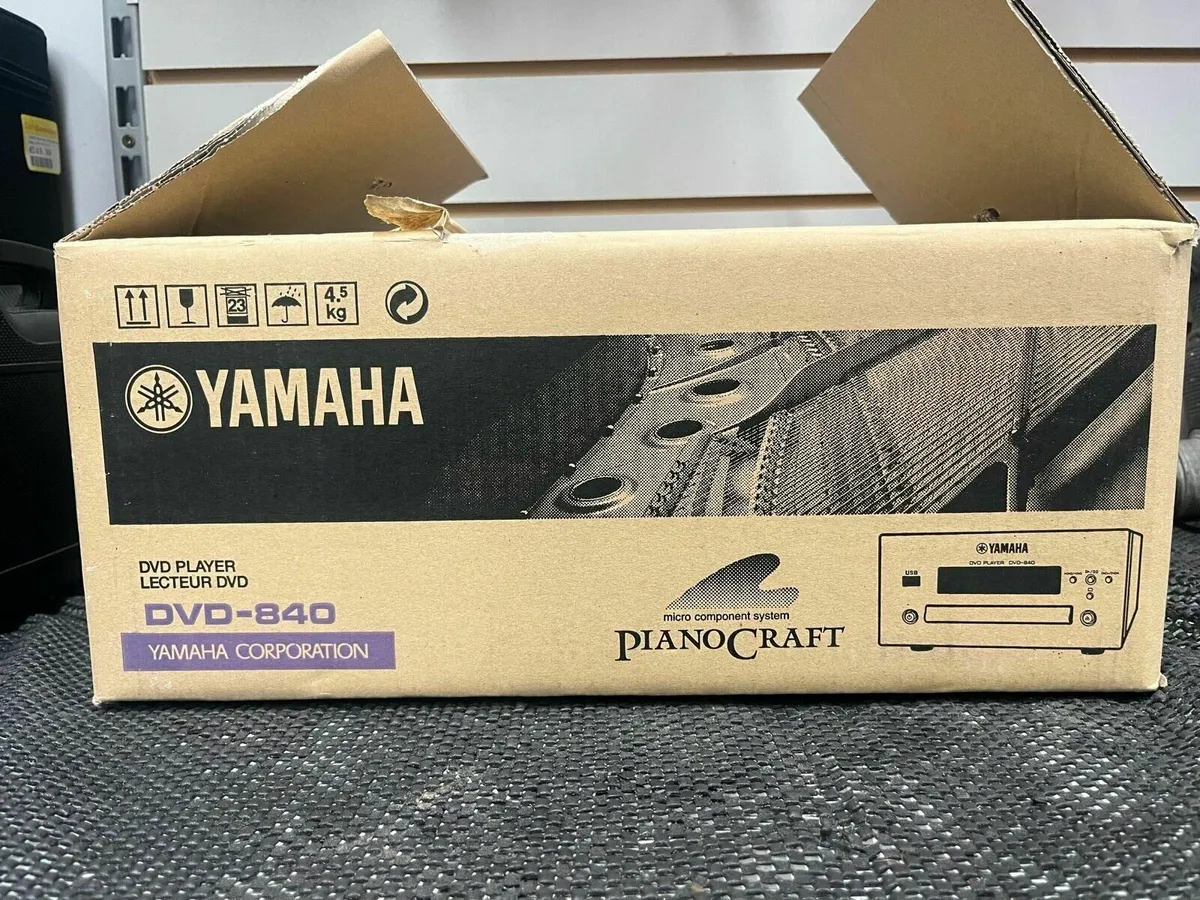 23
4.5
kg
YAMAHA
DVD PLAYER
LECTEUR DVD
DVD-840
YAMAHA CORPORATION
micro component system
PIANOCRAFT
YAMAHA
DVD PLAYER DVD-840
USB